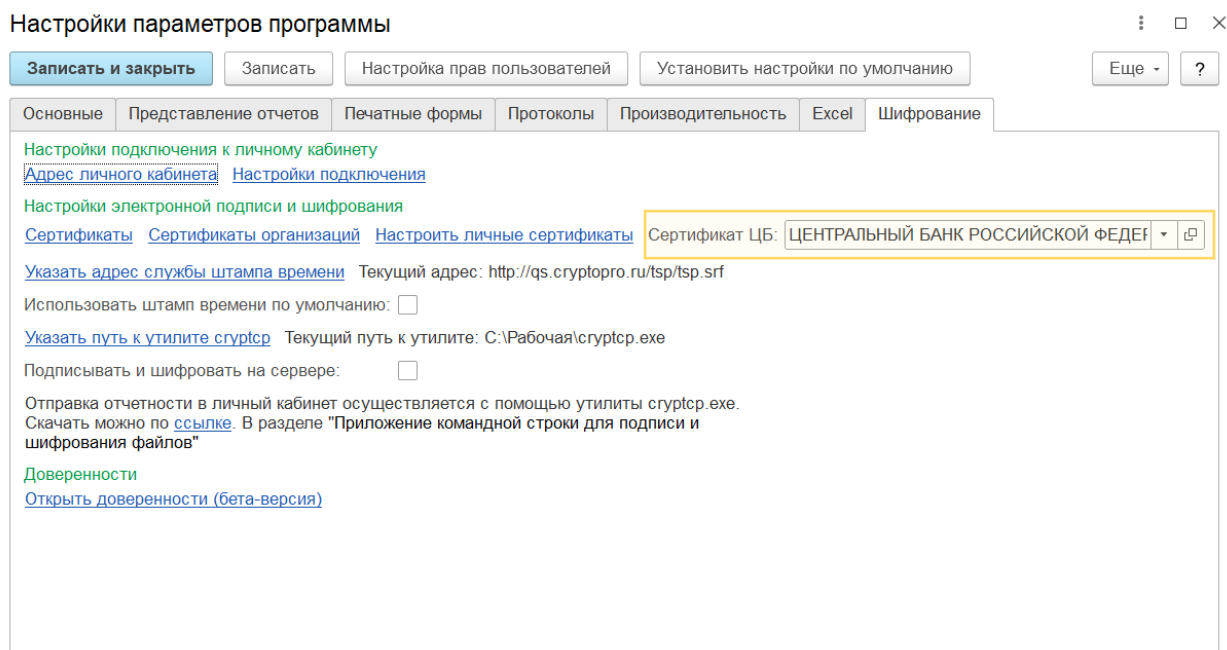 Настройки параметров программы
Записать и закрыть Записать Настройка прав пользователей Установить настройки по умолчанию Еще ?
Основные Представление отчетов Печатные формы Протоколы Производительность Excel Шифрование
Настройки подключения к личному кабинету
Адрес личного кабинета Настройки подключения
Настройки электронной подписи и шифрования
Сертификаты Сертификаты организаций Настроить личные сертификаты Сертификат ЦБ: ЦЕНТРАЛЬНЫЙ БАНК РОССИЙСКОЙ ФЕДЕР
Указать адрес службы штампа времени Текущий адрес: http://qs.cryptopro.ru/tsp/tsp.srf
Использовать штамп времени по умолчанию:
Указать путь к утилите cryptcp Текущий путь к утилите: C:\Рабочая\cryptcp.exe
Подписывать и шифровать на сервере:
Отправка отчетности в личный кабинет осуществляется с помощью утилиты cryptcp.exe.
Скачать можно по ссылке. В разделе "Приложение командной строки для подписи и
шифрования файлов"
Доверенности
Открыть доверенности (бета-версия)